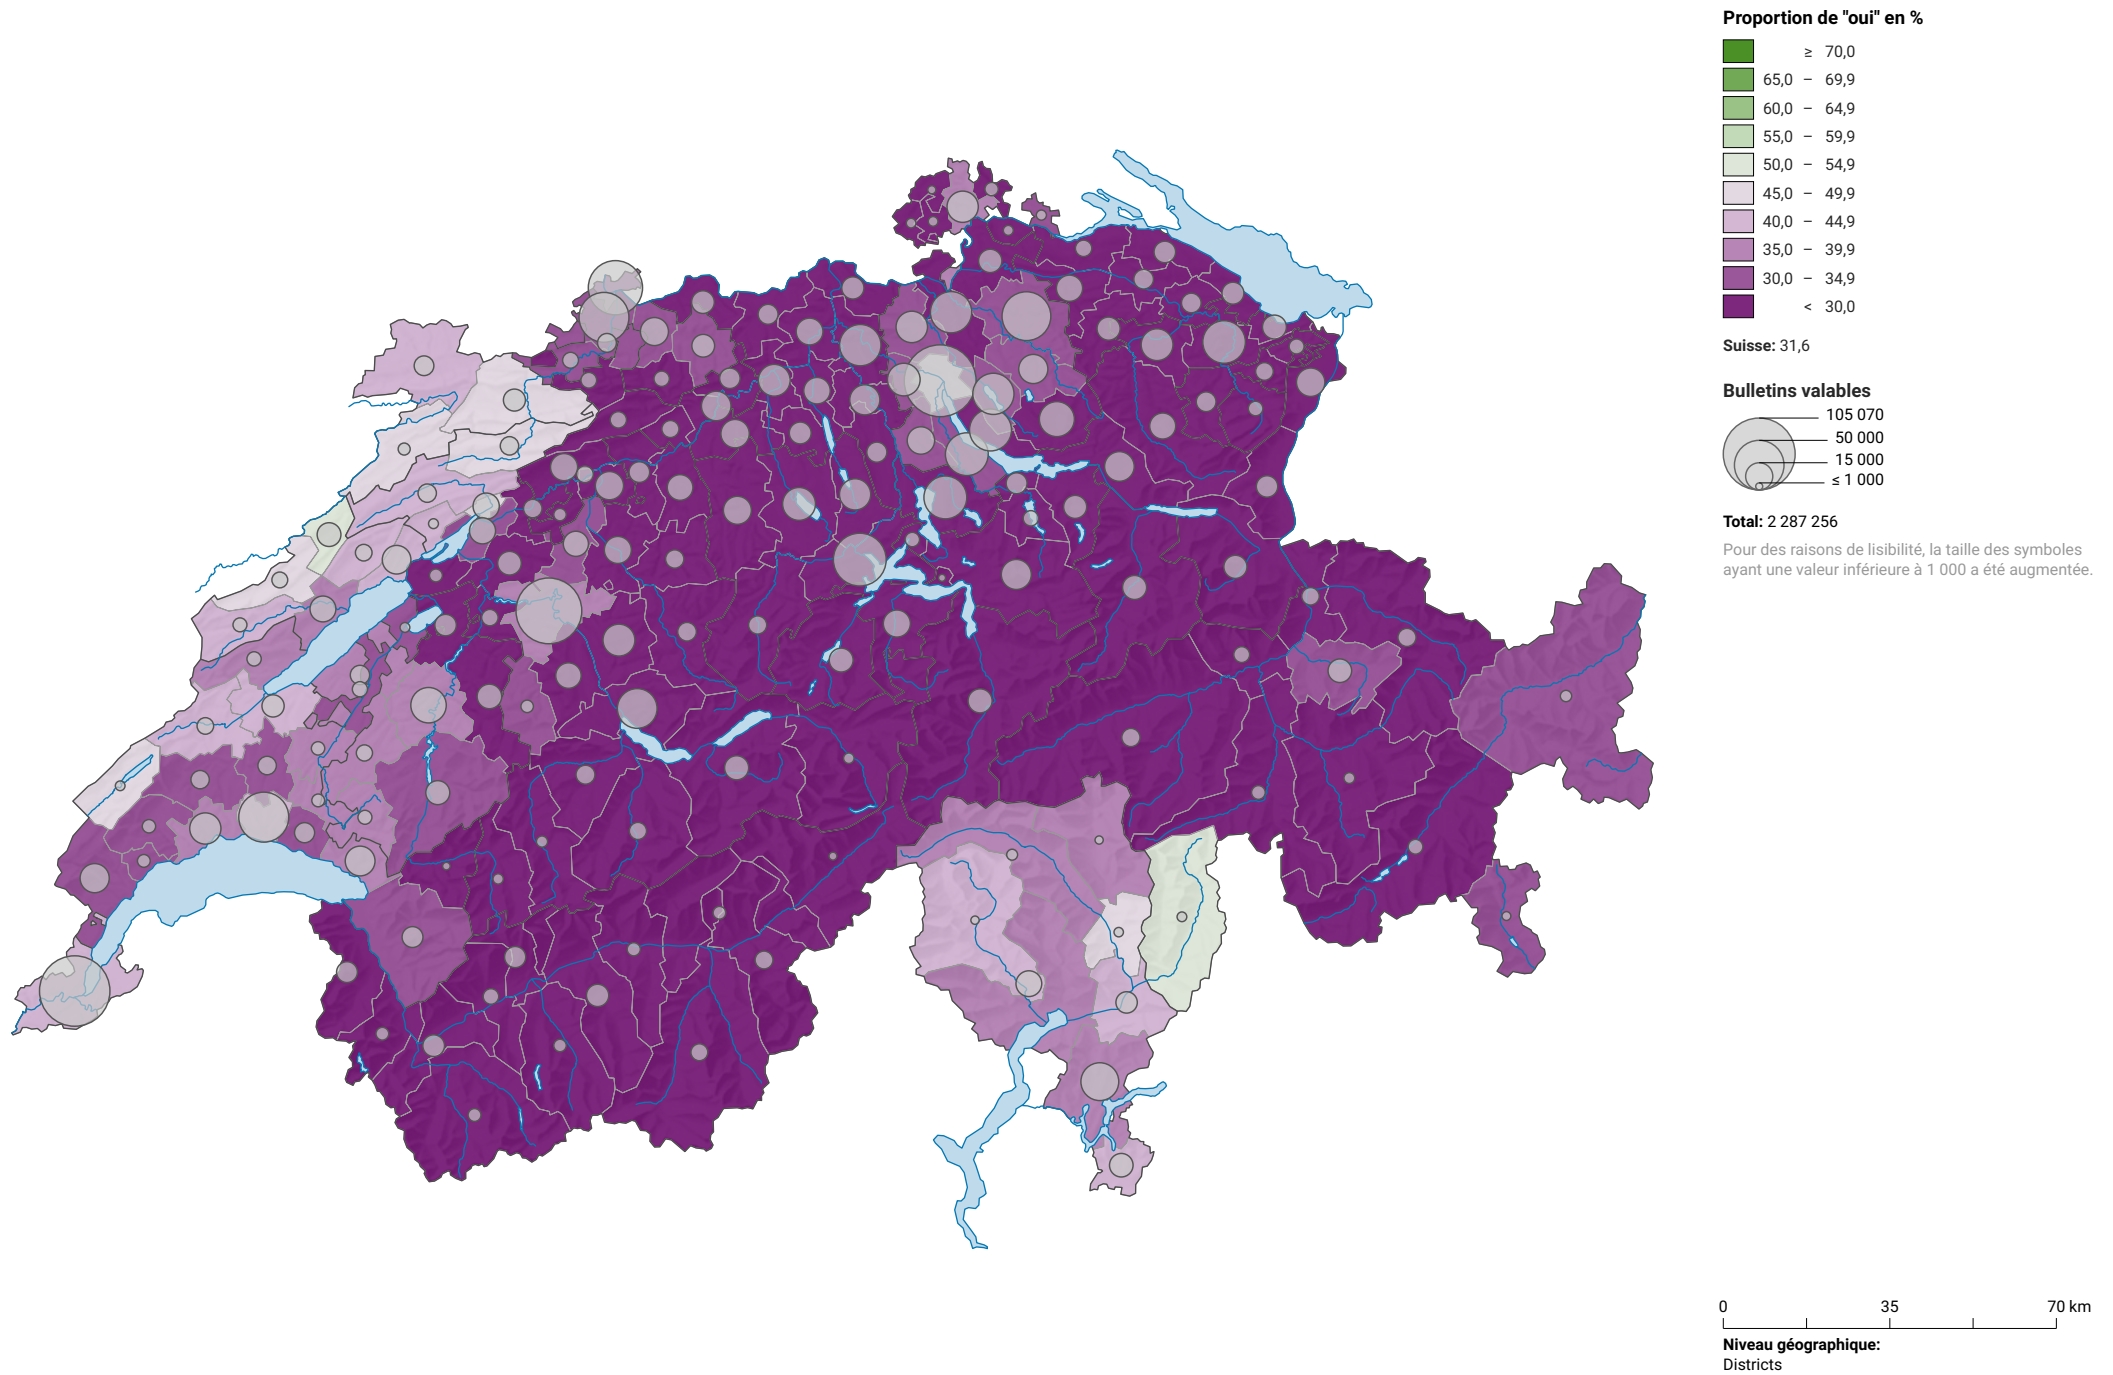 Proportion de "oui" en %
≥ 70,0
65,0 – 69,9
60,0 – 64,9
55,0 – 59,9
50,0 – 54,9
45,0 – 49,9
40,0 – 44,9
35,0 – 39,9
30,0 – 34,9
< 30,0
Suisse: 31,6
Bulletins valables
105 070
50 000
15 000
≤ 1 000
Total: 2 287 256
Pour des raisons de lisibilité, la taille des symboles
ayant une valeur inférieure à 1 000 a été augmentée.
0 35 70 km
Niveau géographique:
Districts